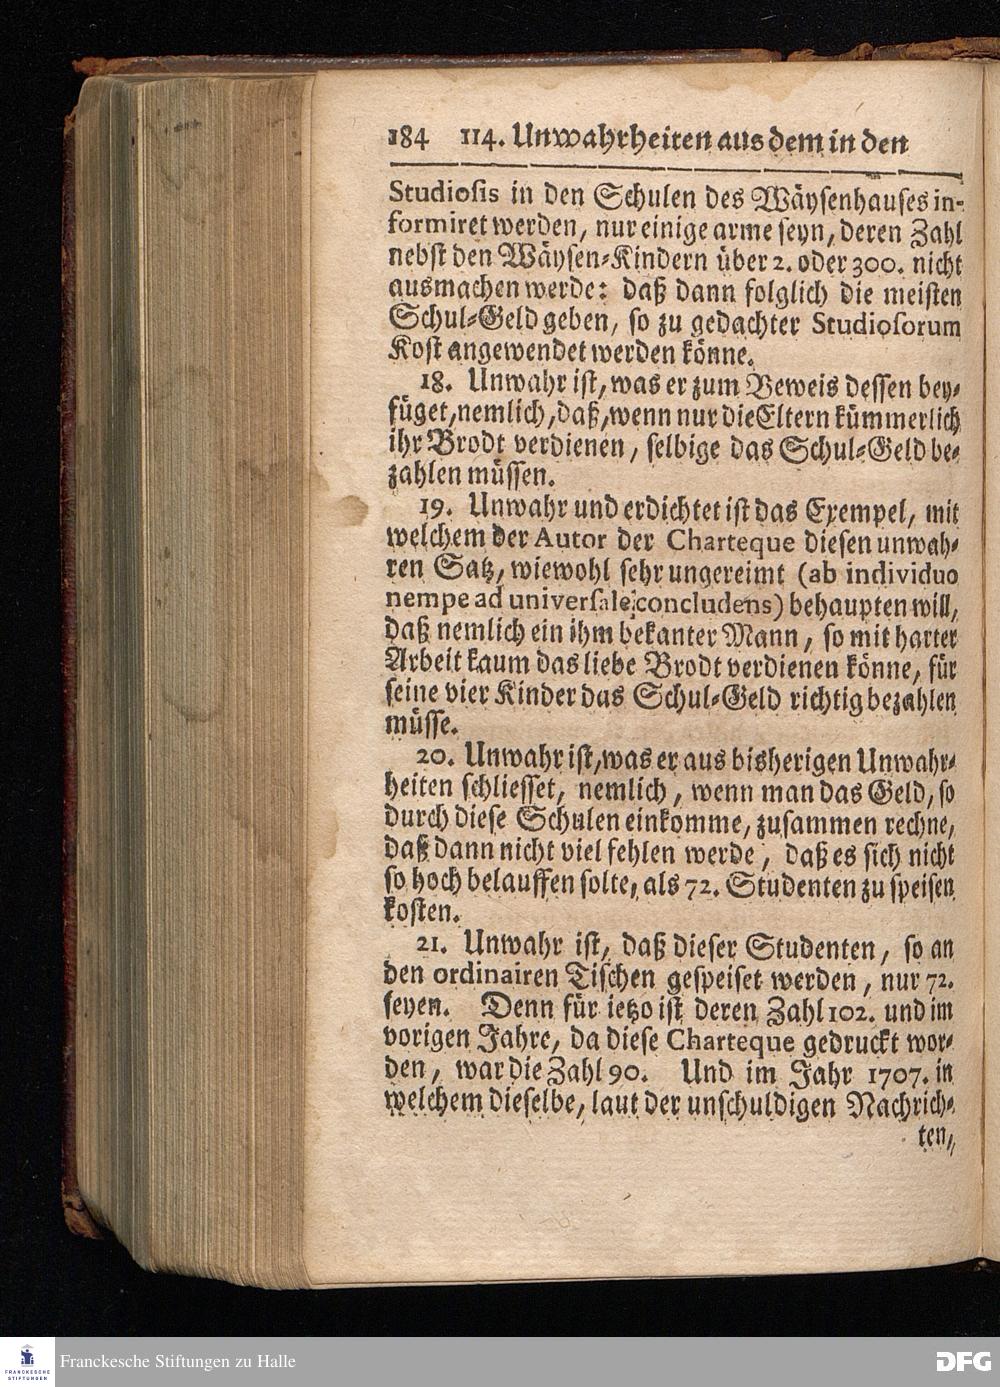 184 114. Unwahrheiten aus dem in den
Studiosis in den Schulen des Wäysenhauses in-
formiret werden, nur einige arme seyn, deren Zahl
nebst den Wäysen-Kindern über 2. oder 300. nicht
ausmachen werde: daß dann folglich die meisten
Schul-Geld geben, so zu gedachter Studiosorum
Kost angewendet werden könne.
18. Unwahr ist, was er zum Beweis dessen bey-
füget, nemlich, daß, wenn nur die Eltern kümmerlich
ihr Brodt verdienen, selbige das Schul-Geld be-
zahlen müssen.
19. Unwahr und erdichtet ist das Exempel, mit
welchem der Autor der Charteque diesen unwah-
ren Satz, wiewohl sehr ungereimt (ab individuo
nempe ad universale concludens) behaupten will,
daß nemlich ein ihm bekanter Mann, so mit harter
Arbeit kaum das liebe Brodt verdienen könne, für
seine vier Kinder das Schul-Geld richtig bezahlen
müsse.
20. Unwahr ist, was er aus bisherigen Unwahr-
heiten schliesset, nemlich, wenn man das Geld, so
durch diese Schulen einkomme, zusammen rechne,
daß dann nicht viel fehlen werde, daß es sich nicht
so hoch belauffen solte, als 72. Studenten zu speisen
kosten.
21. Unwahr ist, daß dieser Studenten, so an
den ordinairen Tischen gespeiset werden, nur 72.
seyen. Denn für ietzo ist deren Zahl 102. und im
vorigen Jahre, da diese Charteque gedruckt wor-
den, war die Zahl 90. Und im Jahr 1707. in
welchem dieselbe, laut der unschuldigen Nachrich-
ten,
FRANCKESCHE
STIFTUNGEN
Franckesche Stiftungen zu Halle
DFG